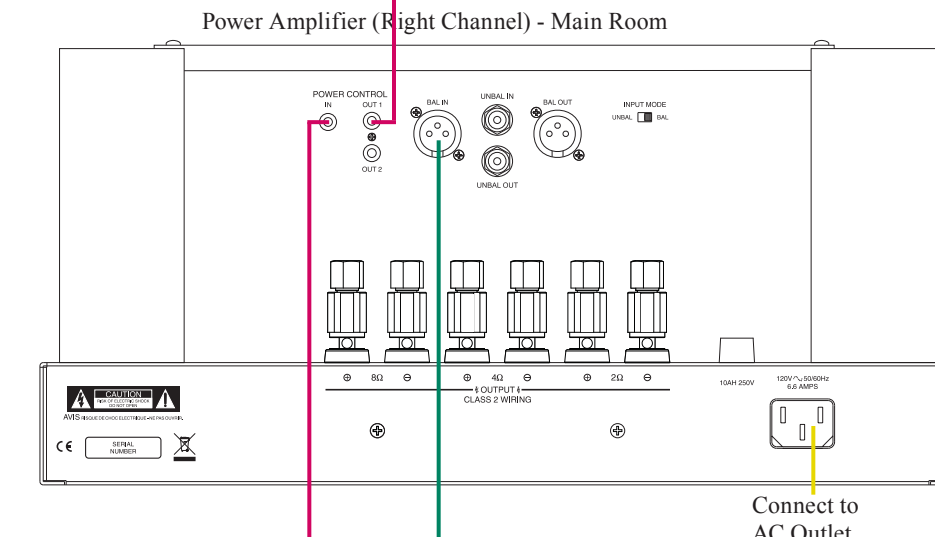 Power Amplifier (Right Channel) - Main Room
POWER CONTROL
IN
OUT 1
OUT 2
BAL IN
UNBAL IN
UNBAL OUT
BAL OUT
INPUT MODE
UNBAL
BAL
⊕ 8Ω ⊖
⊕ 4Ω ⊖
⊕ 2Ω ⊖
OUTPUT
CLASS 2 WIRING
10AH 250V
120V ∿ 50/60Hz
6.6 AMPS
CAUTION
RISK OF ELECTRIC SHOCK
DO NOT OPEN
AVIS RISQUE DE CHOC ELECTRIQUE -NE PAS OUVRIR.
CE
SERIAL
NUMBER
Connect to
AC Outlet